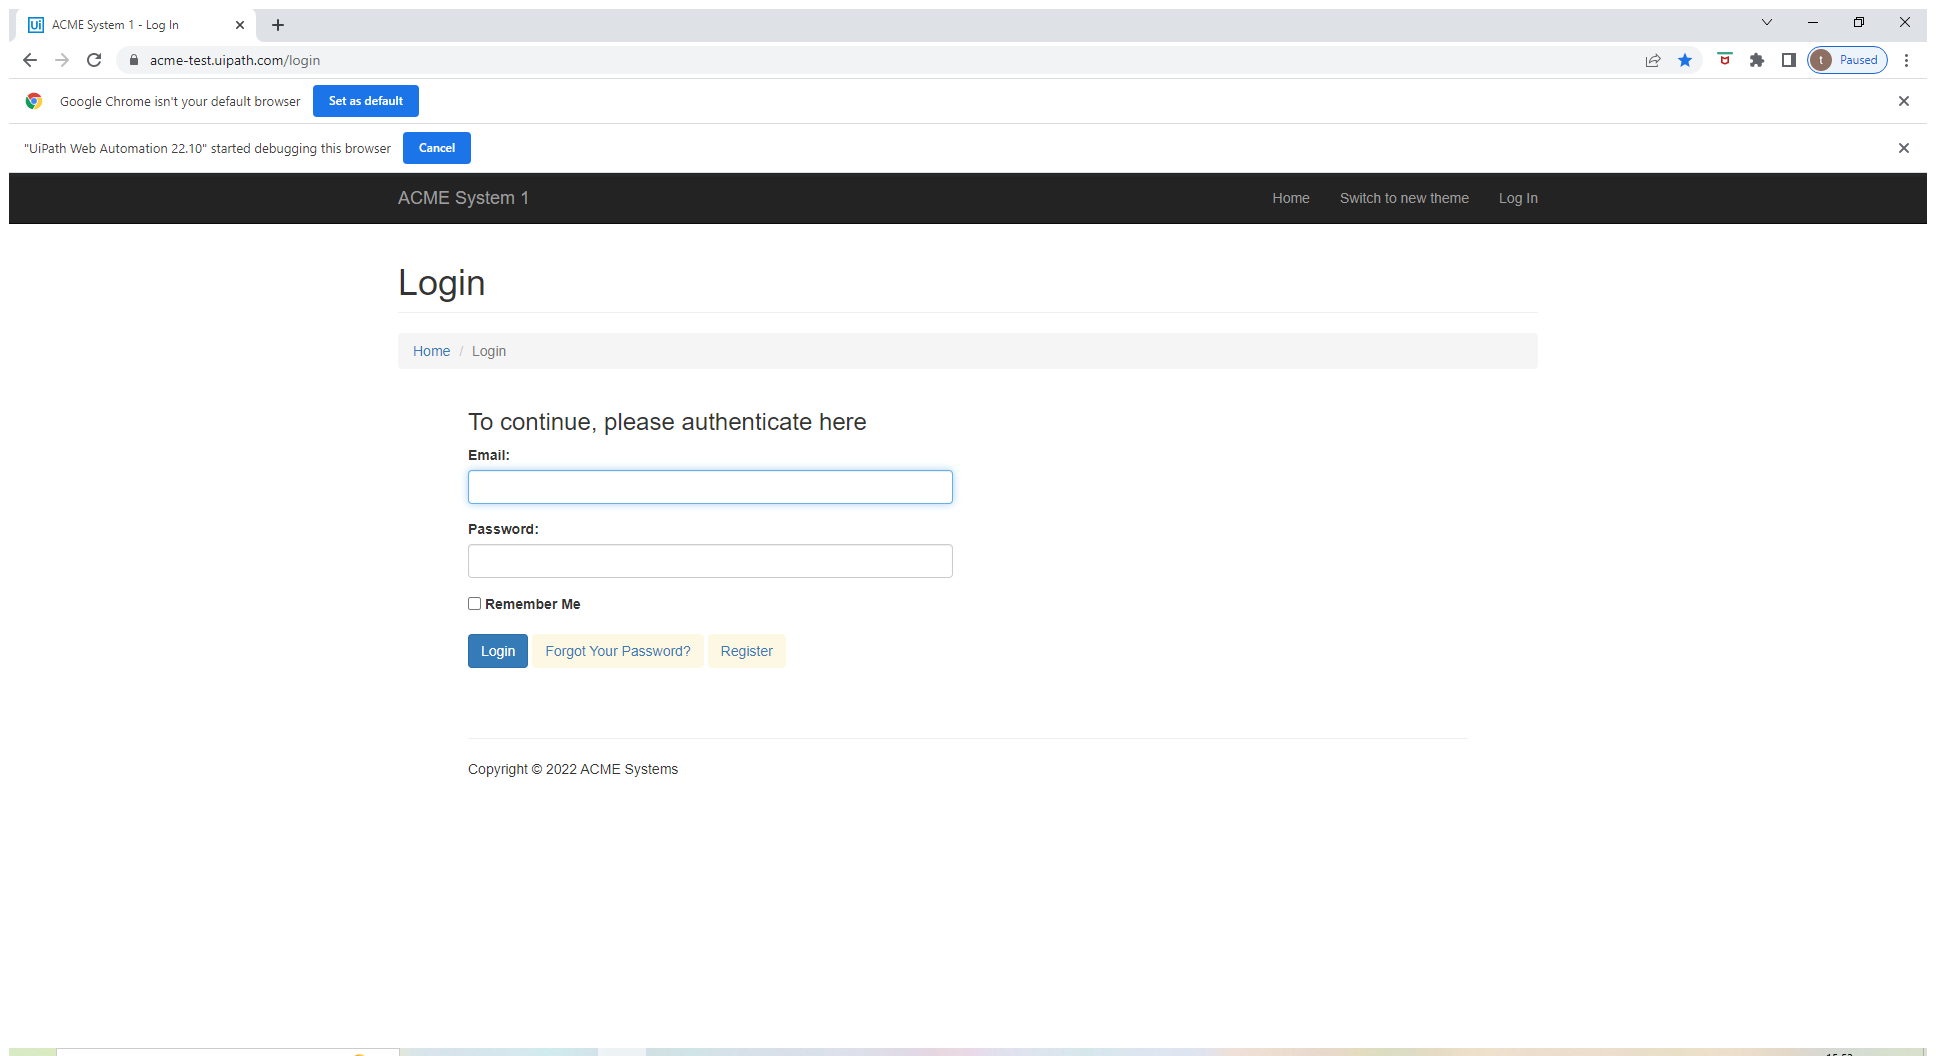 Ui ACME System 1 - Log In
acme-test.uipath.com/login
t Paused
Google Chrome isn't your default browser Set as default
"UiPath Web Automation 22.10" started debugging this browser Cancel
ACME System 1 Home Switch to new theme Log In
Login
Home / Login
To continue, please authenticate here
Email:
Password:
Remember Me
Login Forgot Your Password? Register
Copyright © 2022 ACME Systems